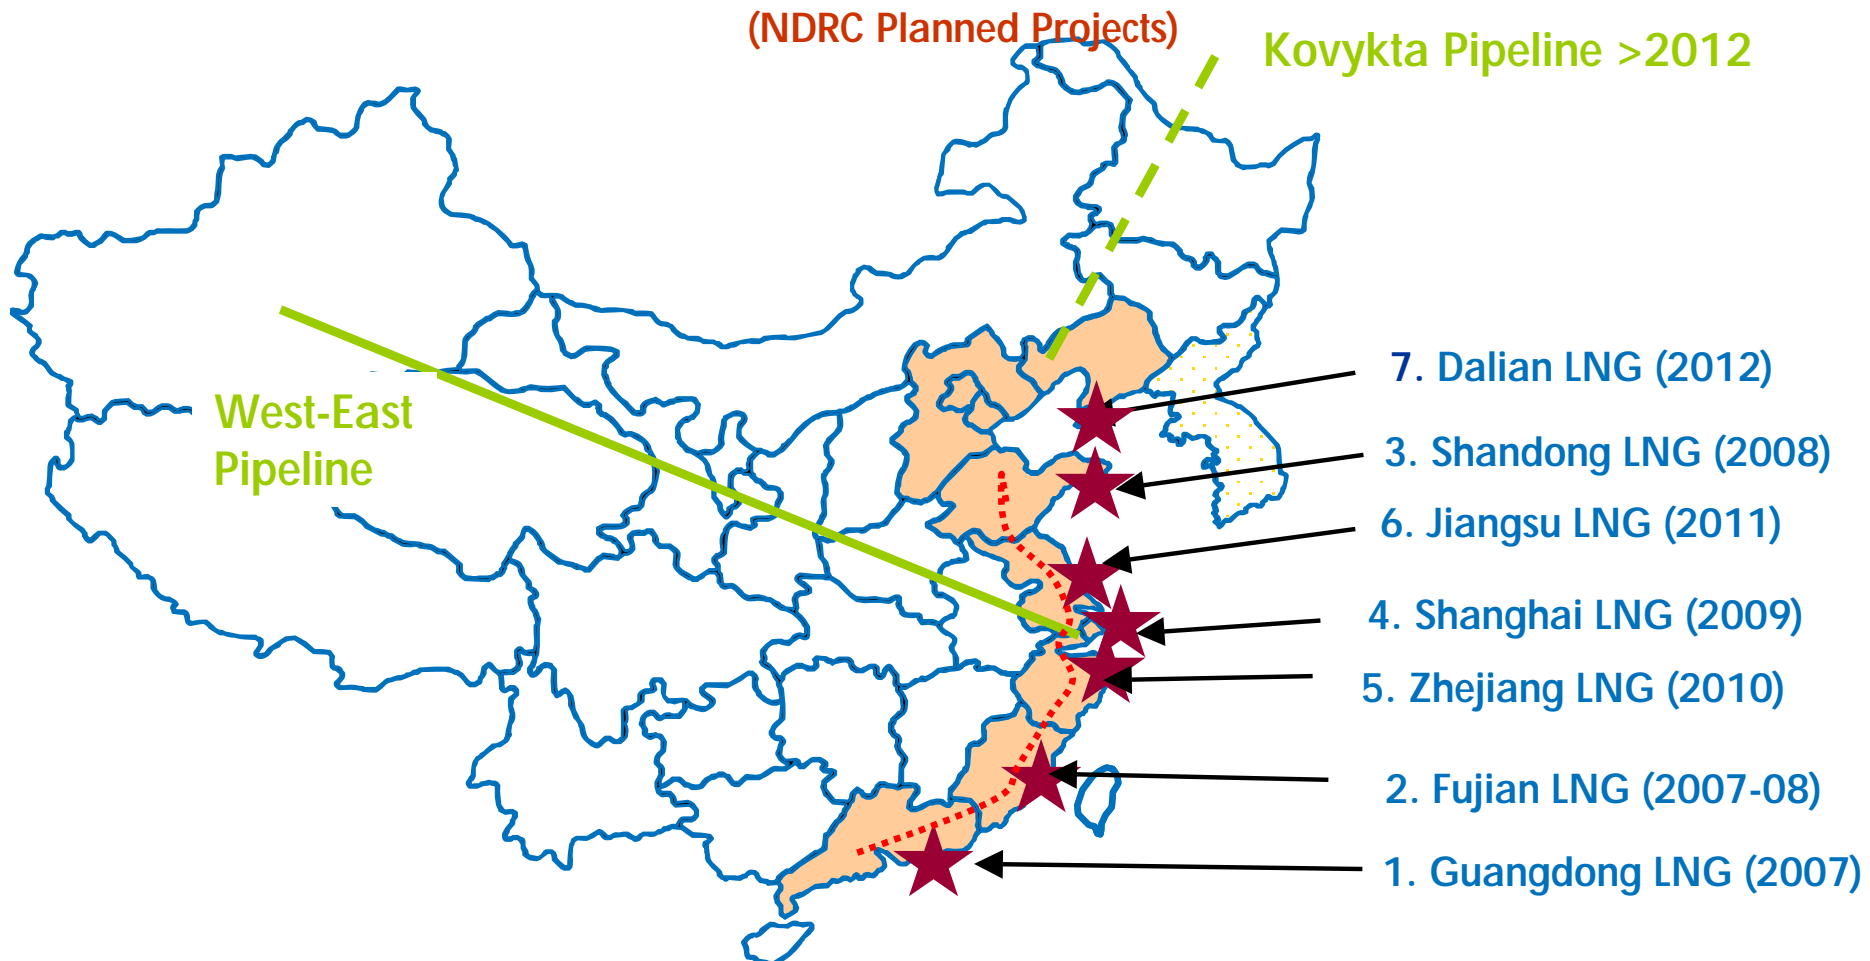 (NDRC Planned Projects)
Kovykta Pipeline >2012
West-East
Pipeline
7. Dalian LNG (2012)
3. Shandong LNG (2008)
6. Jiangsu LNG (2011)
4. Shanghai LNG (2009)
5. Zhejiang LNG (2010)
2. Fujian LNG (2007-08)
1. Guangdong LNG (2007)